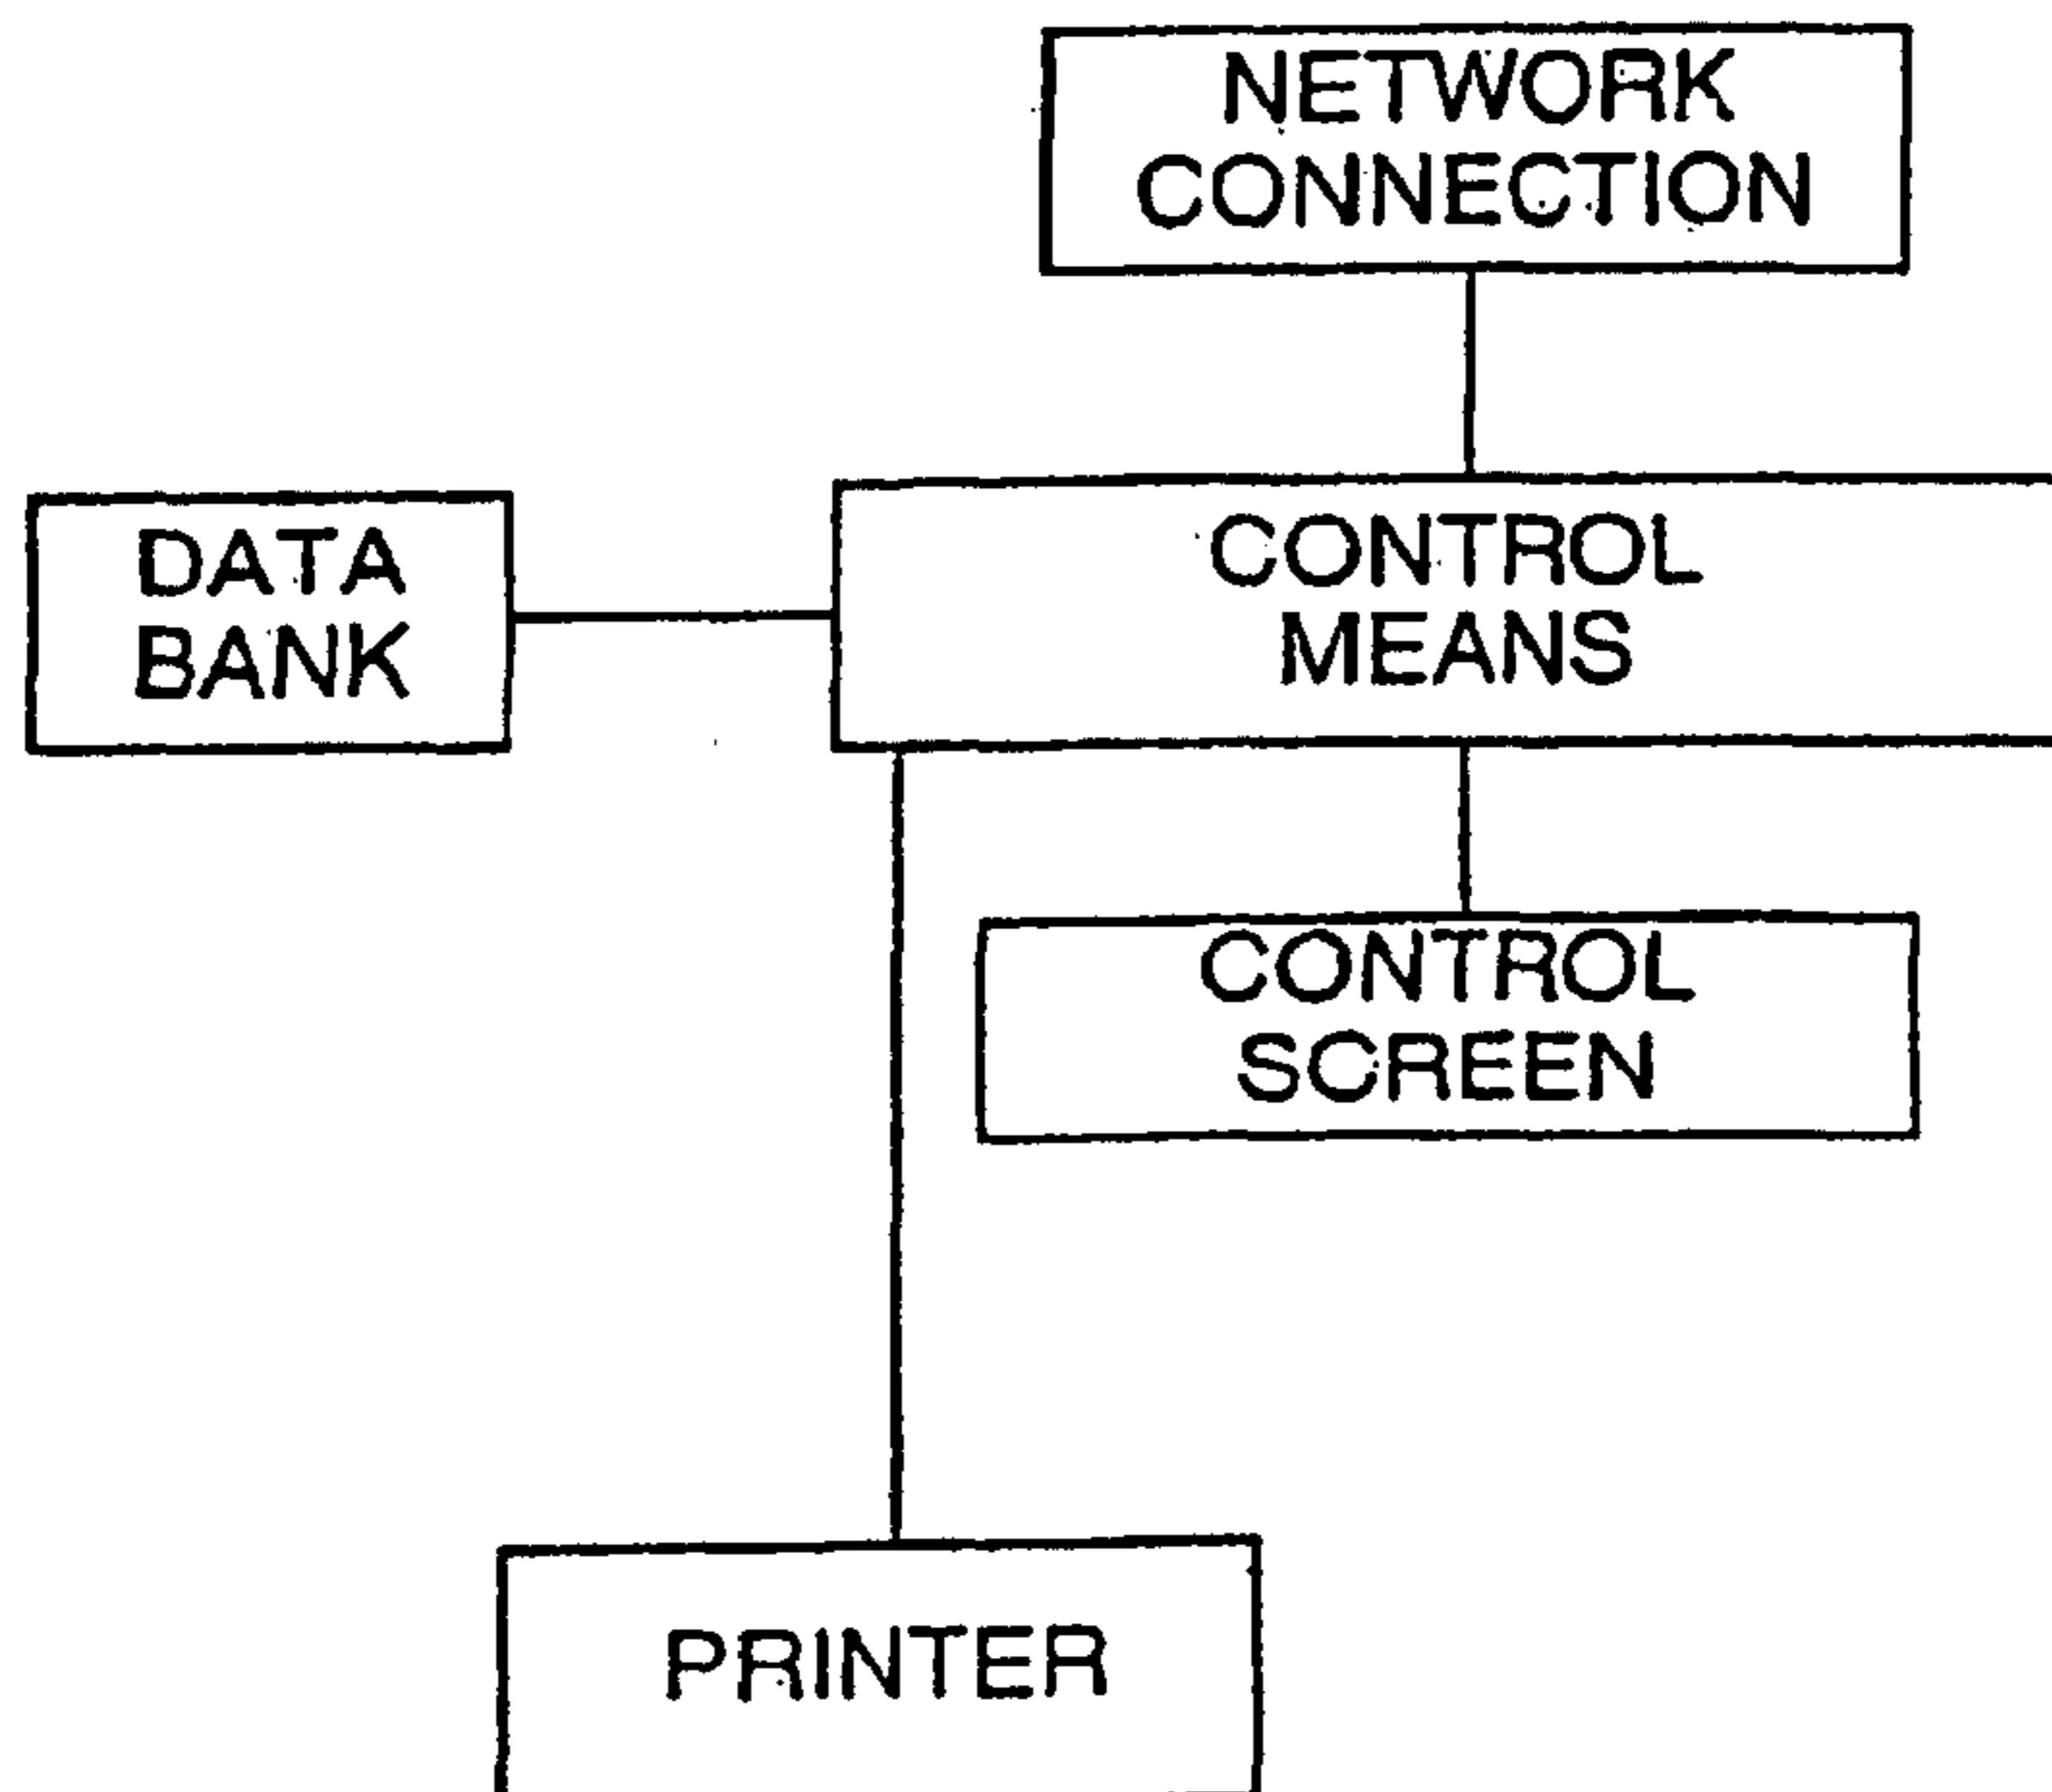 NETWORK
CONNECTION
DATA
BANK
CONTROL
MEANS
CONTROL
SCREEN
PRINTER